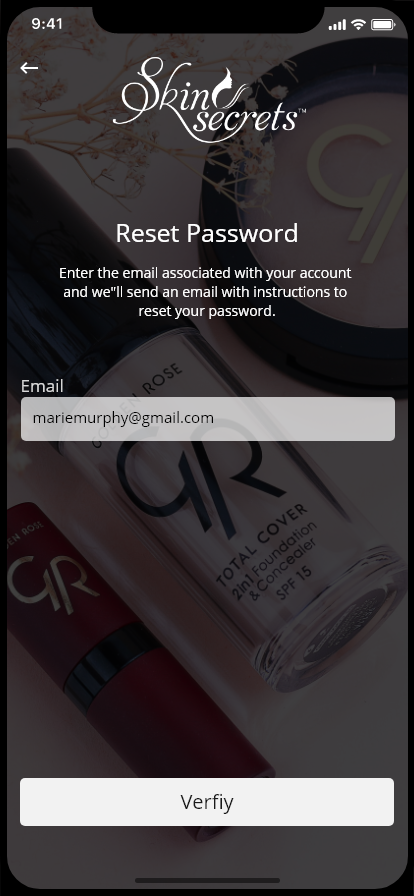 9:41
Skin
secrets™
Reset Password
Enter the email associated with your account
and we"ll send an email with instructions to
reset your password.
GOLDEN ROSE
Email
mariemurphy@gmail.com
GR
TOTAL COVER
2in1 Foundation
& Concealer
SPF 15
EN ROSE
GR
Verfiy